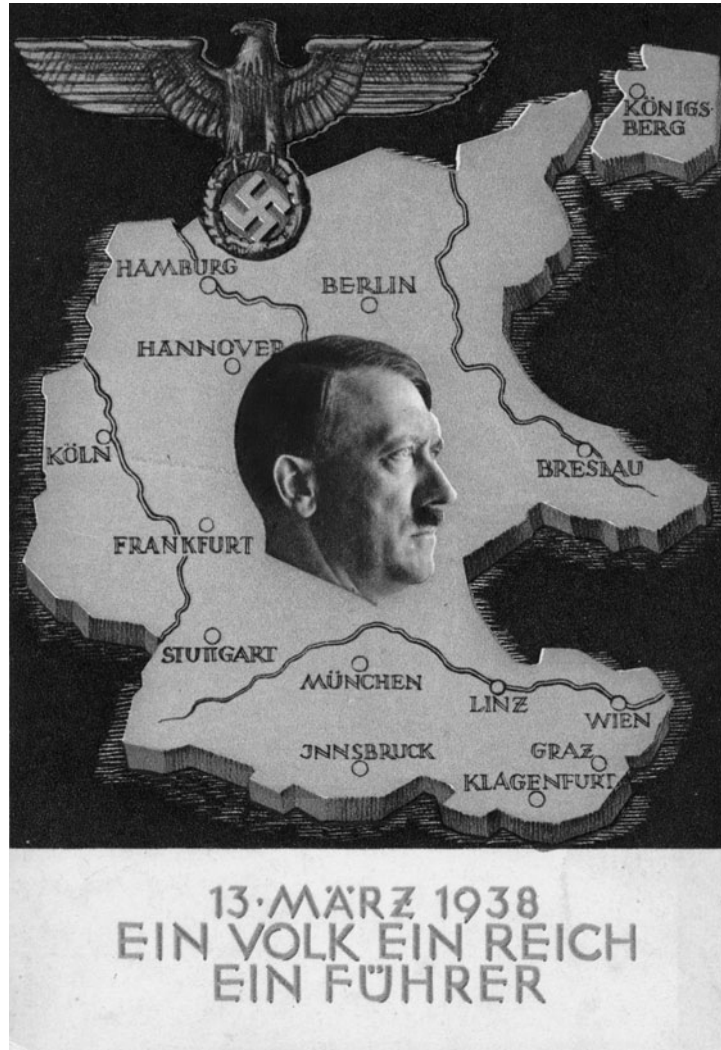 KÖNIGS-
BERG
HAMBURG
BERLIN
HANNOVER
KÖLN
BRESLAU
FRANKFURT
STUTTGART
MÜNCHEN
LINZ
WIEN
JNNSBRUCK
GRAZ
KLAGENFURT
13·MÄRZ 1938
EIN VOLK EIN REICH
EIN FÜHRER